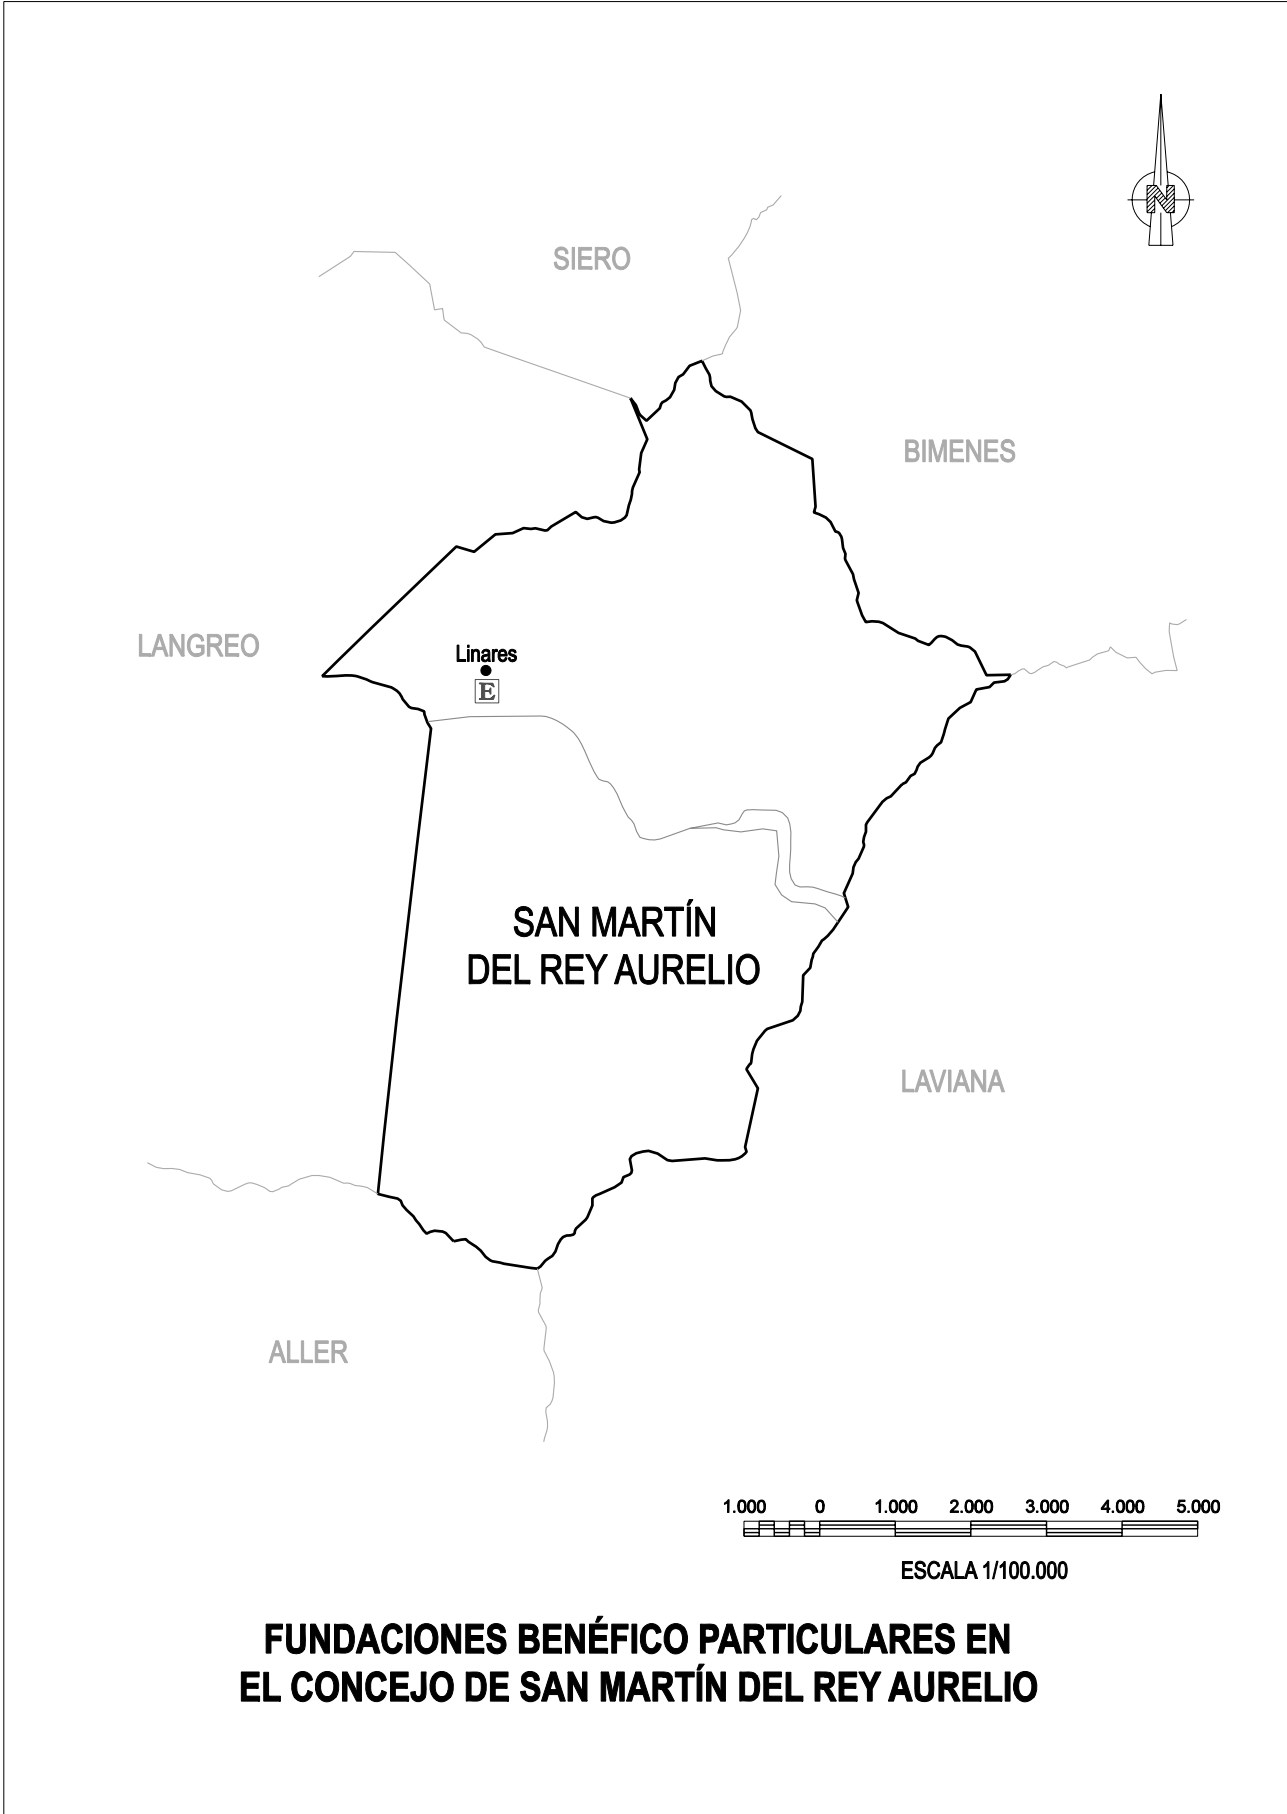 N
SIERO
BIMENES
LANGREO
Linares
E
SAN MARTÍN
DEL REY AURELIO
LAVIANA
ALLER
1.000 0 1.000 2.000 3.000 4.000 5.000
ESCALA 1/100.000
FUNDACIONES BENÉFICO PARTICULARES EN
EL CONCEJO DE SAN MARTÍN DEL REY AURELIO